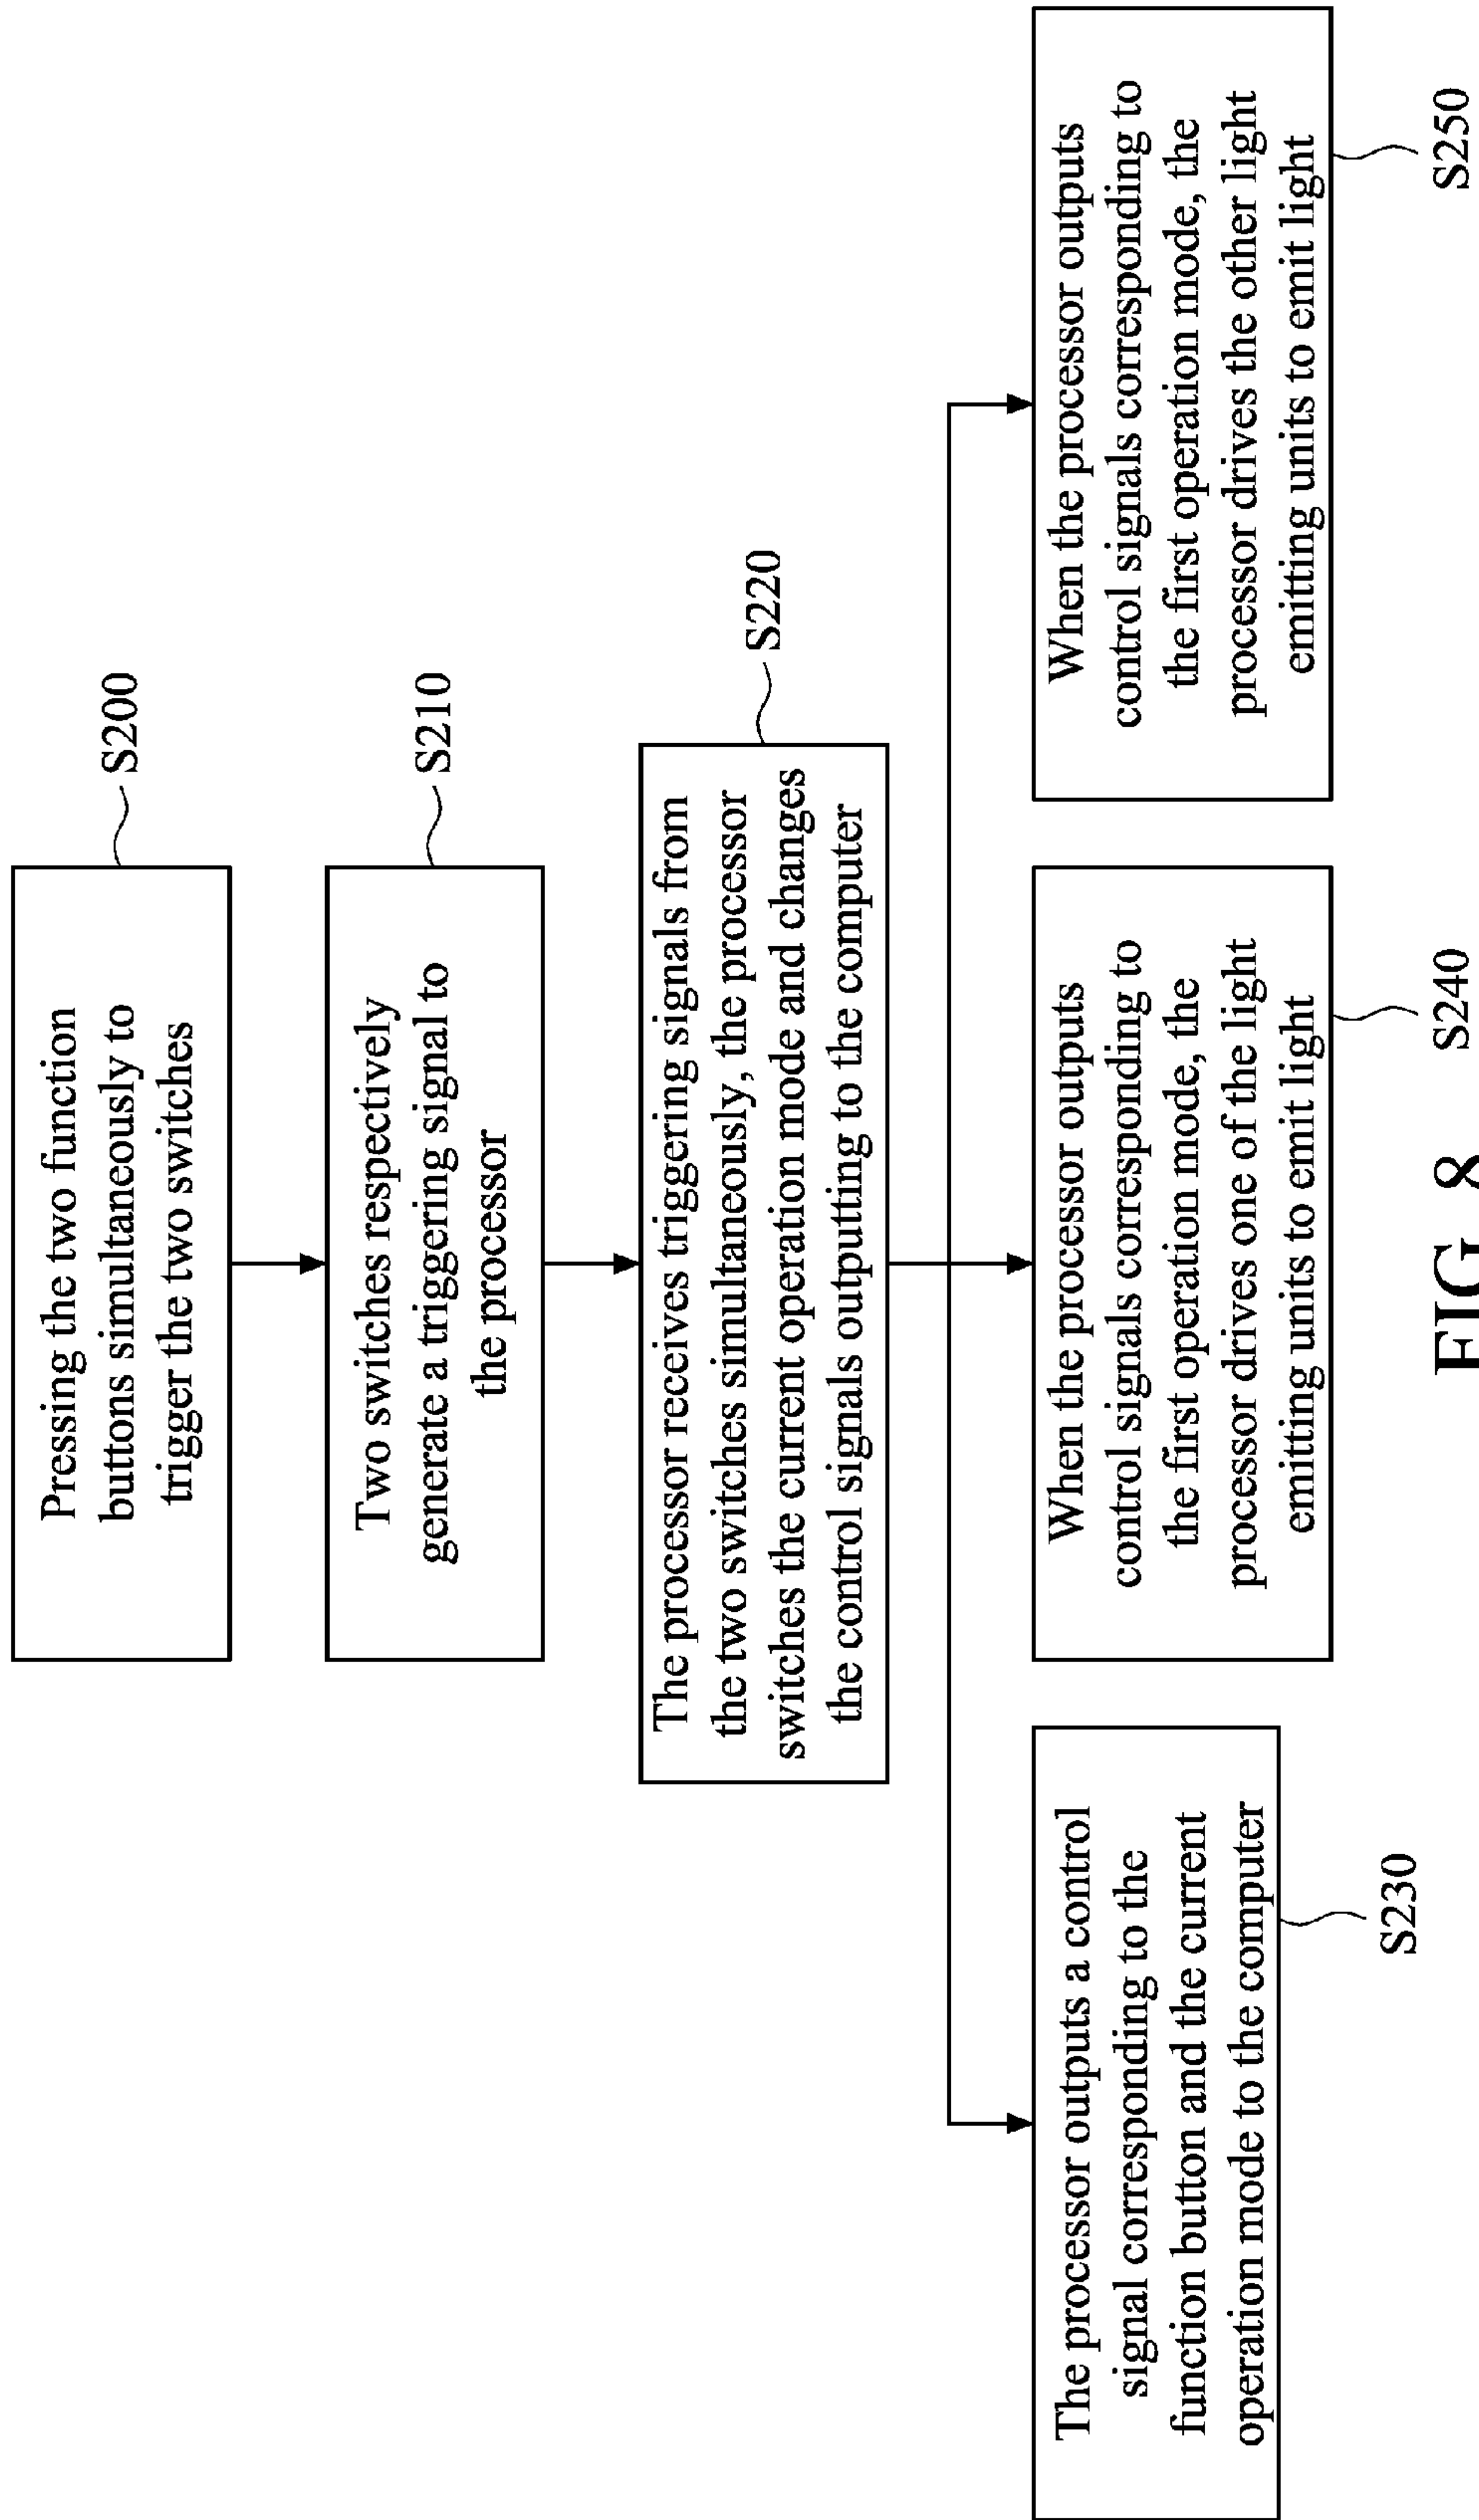 Pressing the two function
buttons simultaneously to
trigger the two switches
S200
Two switches respectively
generate a triggering signal to
the processor
S210
The processor receives triggering signals from
the two switches simultaneously, the processor
switches the current operation mode and changes
the control signals outputting to the computer
S220
The processor outputs a control
signal corresponding to the
function button and the current
operation mode to the computer
S230
When the processor outputs
control signals corresponding to
the first operation mode, the
processor drives one of the light
emitting units to emit light
S240
When the processor outputs
control signals corresponding to
the first operation mode, the
processor drives the other light
emitting units to emit light
S250
FIG. 8